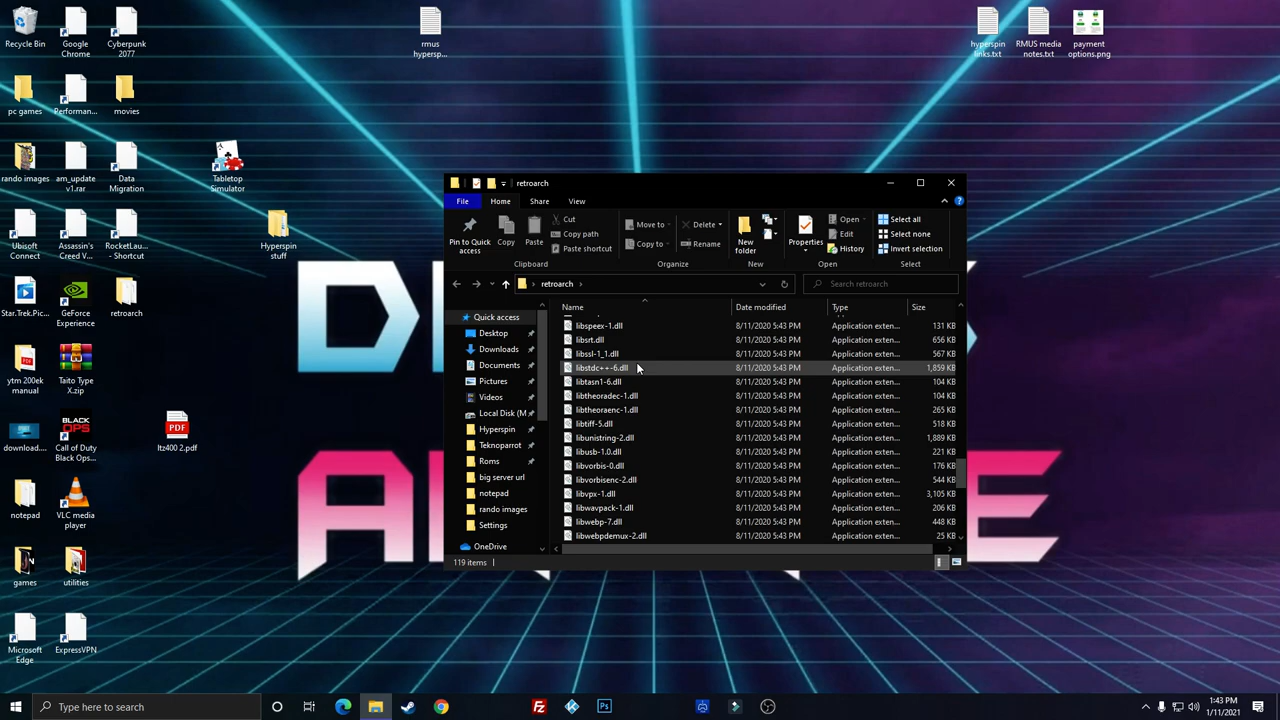 Recycle Bin
Google Chrome
Cyberpunk 2077
rmus hypersp...
hyperspin links.txt
RMUS media notes.txt
payment options.png
pc games
Performan...
movies
rando images
am_update v1.rar
Data Migration
Tabletop Simulator
Ubisoft Connect
Assassin's Creed V...
RocketLau... - Shortcut
Hyperspin stuff
Star.Trek.Pic...
GeForce Experience
retroarch
ytm 200ek manual
Taito Type X.zip
download....
Call of Duty Black Ops...
BLACK OPS
PDF
ltz400 2.pdf
notepad
VLC media player
games
utilities
Microsoft Edge
ExpressVPN
retroarch
File
Home
Share
View
Pin to Quick access
Copy
Paste
Cut
Copy path
Paste shortcut
Clipboard
Move to
Copy to
Delete
Rename
Organize
New folder
New
Properties
Open
Edit
History
Open
Select all
Select none
Invert selection
Select
retroarch
Search retroarch
Quick access
Desktop
Downloads
Documents
Pictures
Videos
Local Disk (M
Hyperspin
Teknoparrot
Roms
big server url
notepad
rando images
Settings
OneDrive
Name Date modified Type Size
libspeex-1.dll 8/11/2020 5:43 PM Application exten... 131 KB
libsrt.dll 8/11/2020 5:43 PM Application exten... 656 KB
libssl-1_1.dll 8/11/2020 5:43 PM Application exten... 567 KB
libstdc++-6.dll 8/11/2020 5:43 PM Application exten... 1,859 KB
libtasn1-6.dll 8/11/2020 5:43 PM Application exten... 104 KB
libtheoradec-1.dll 8/11/2020 5:43 PM Application exten... 111 KB
libtheoraenc-1.dll 8/11/2020 5:43 PM Application exten... 265 KB
libtiff-5.dll 8/11/2020 5:43 PM Application exten... 518 KB
libunistring-2.dll 8/11/2020 5:43 PM Application exten... 1,889 KB
libusb-1.0.dll 8/11/2020 5:43 PM Application exten... 221 KB
libvorbis-0.dll 8/11/2020 5:43 PM Application exten... 176 KB
libvorbisenc-2.dll 8/11/2020 5:43 PM Application exten... 544 KB
libvpx-1.dll 8/11/2020 5:43 PM Application exten... 3,105 KB
libwavpack-1.dll 8/11/2020 5:43 PM Application exten... 206 KB
libwebp-7.dll 8/11/2020 5:43 PM Application exten... 448 KB
libwebpdemux-2.dll 8/11/2020 5:43 PM Application exten... 25 KB
119 items
Type here to search
1:43 PM
1/11/2021